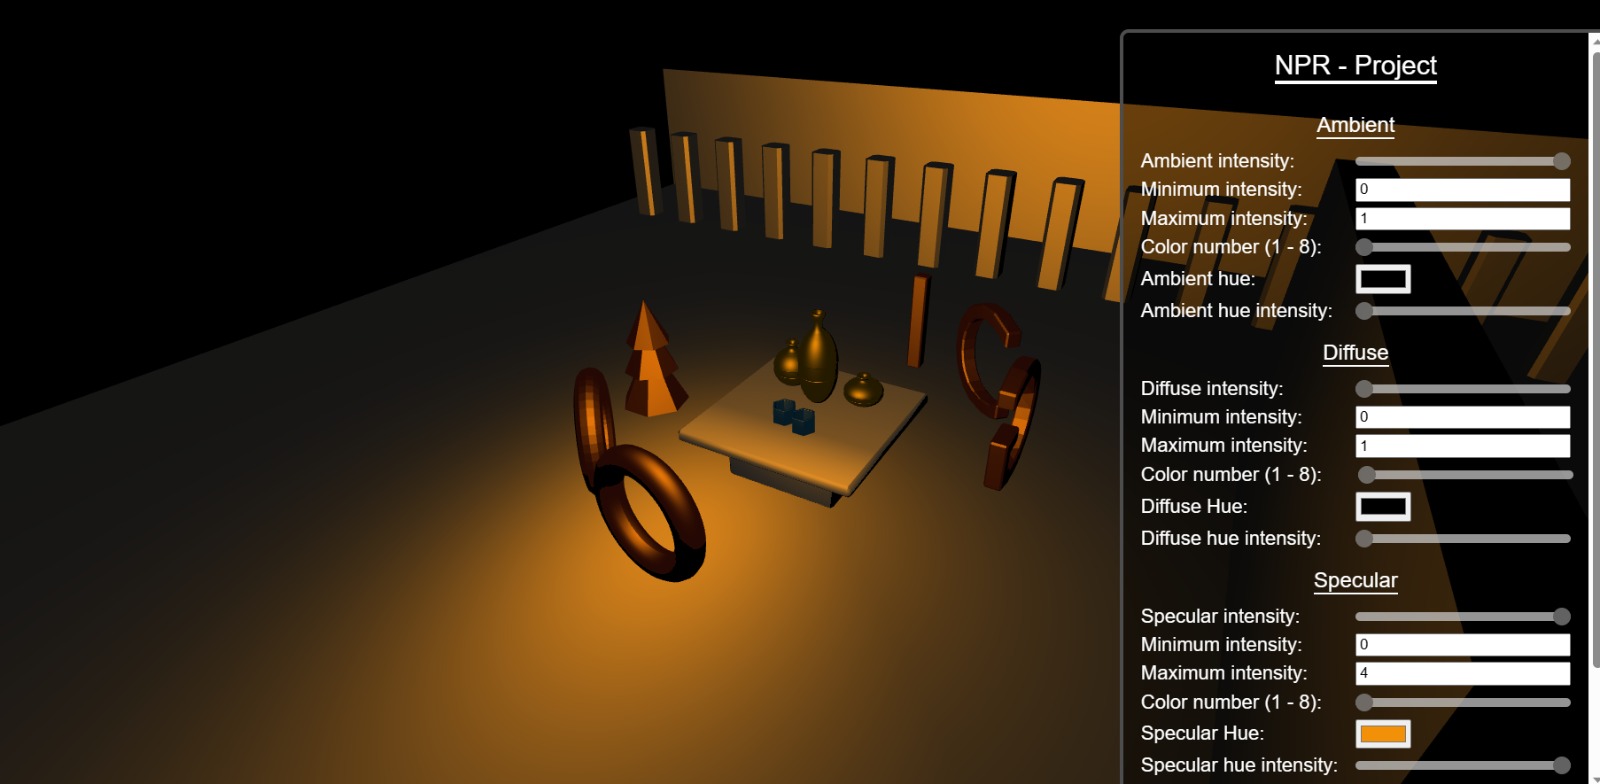 NPR - Project
Ambient
Ambient intensity:
Minimum intensity: 0
Maximum intensity: 1
Color number (1 - 8):
Ambient hue:
Ambient hue intensity:
Diffuse
Diffuse intensity:
Minimum intensity: 0
Maximum intensity: 1
Color number (1 - 8):
Diffuse Hue:
Diffuse hue intensity:
Specular
Specular intensity:
Minimum intensity: 0
Maximum intensity: 4
Color number (1 - 8):
Specular Hue:
Specular hue intensity: